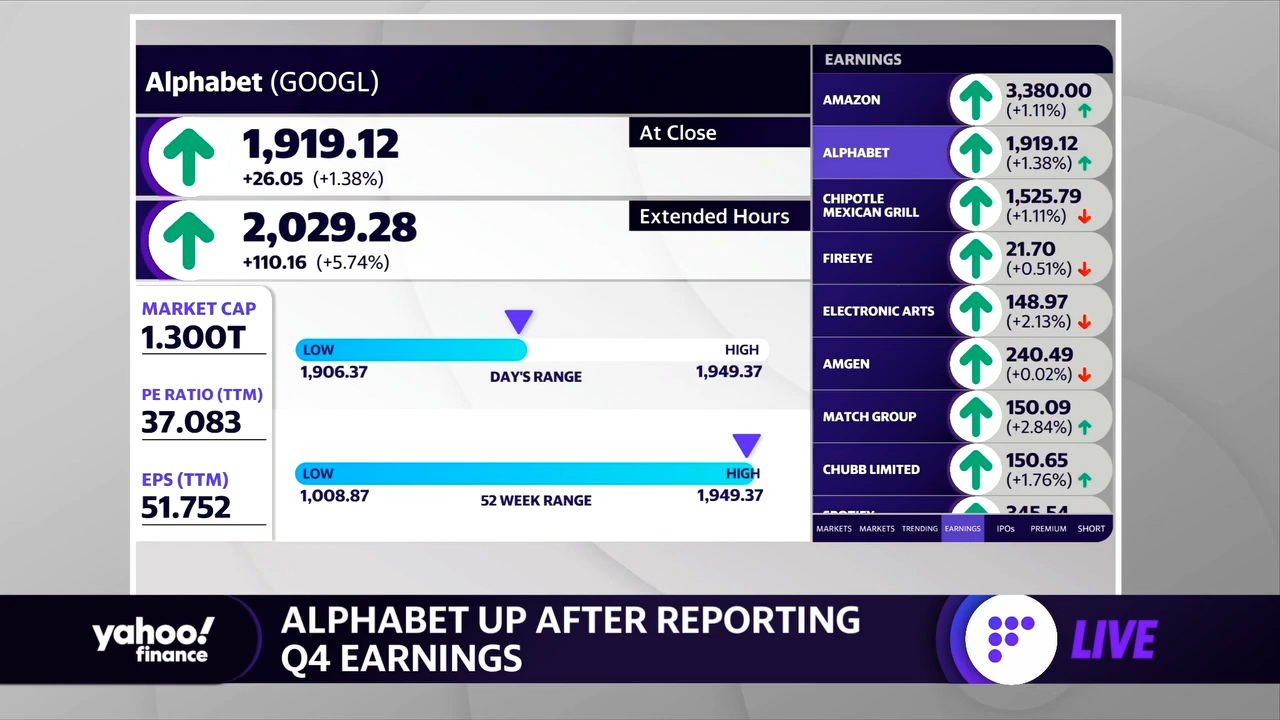 Alphabet (GOOGL)
1,919.12
+26.05 (+1.38%)
At Close
2,029.28
+110.16 (+5.74%)
Extended Hours
MARKET CAP
1.300T
PE RATIO (TTM)
37.083
EPS (TTM)
51.752
LOW HIGH
1,906.37 DAY'S RANGE 1,949.37
LOW HIGH
1,008.87 52 WEEK RANGE 1,949.37
EARNINGS
AMAZON
3,380.00
(+1.11%)
ALPHABET
1,919.12
(+1.38%)
CHIPOTLE
MEXICAN GRILL
1,525.79
(+1.11%)
FIREEYE
21.70
(+0.51%)
ELECTRONIC ARTS
148.97
(+2.13%)
AMGEN
240.49
(+0.02%)
MATCH GROUP
150.09
(+2.84%)
CHUBB LIMITED
150.65
(+1.76%)
SPOTIFY
345.54
MARKETS MARKETS TRENDING EARNINGS IPOs PREMIUM SHORT
yahoo!
finance
ALPHABET UP AFTER REPORTING
Q4 EARNINGS
LIVE